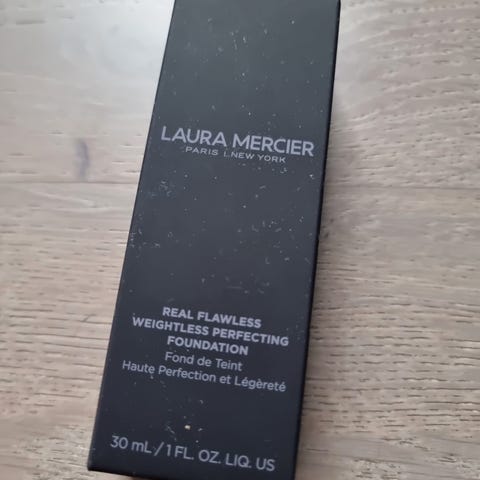 LAURA MERCIER
PARIS | NEW YORK
REAL FLAWLESS
WEIGHTLESS PERFECTING
FOUNDATION
Fond de Teint
Haute Perfection et Légèreté
30 mL / 1 FL. OZ. LIQ. US